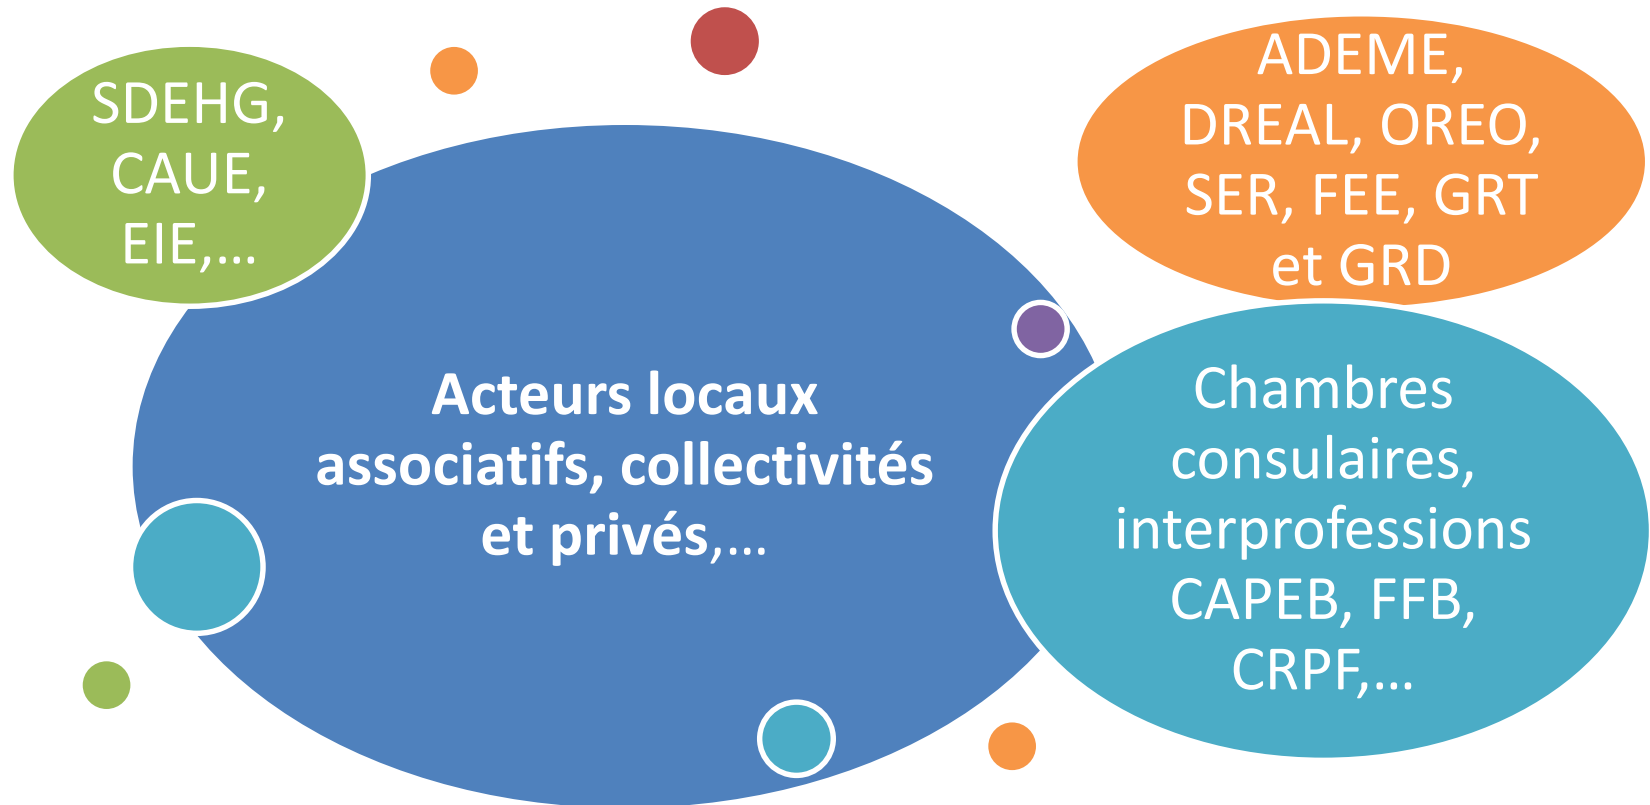 SDEHG,
CAUE,
EIE,...
ADEME,
DREAL, OREO,
SER, FEE, GRT
et GRD
Acteurs locaux
associatifs, collectivités
et privés,...
Chambres
consulaires,
interprofessions
CAPEB, FFB,
CRPF,...